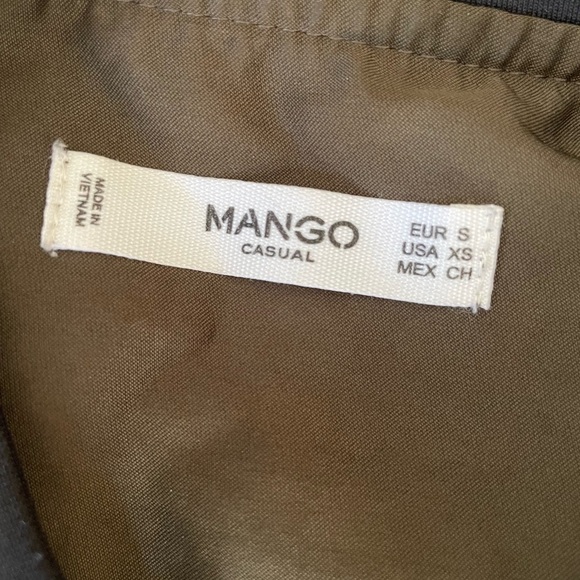 MADE IN
VIETNAM
MANGO
CASUAL
EUR S
USA XS
MEX CH